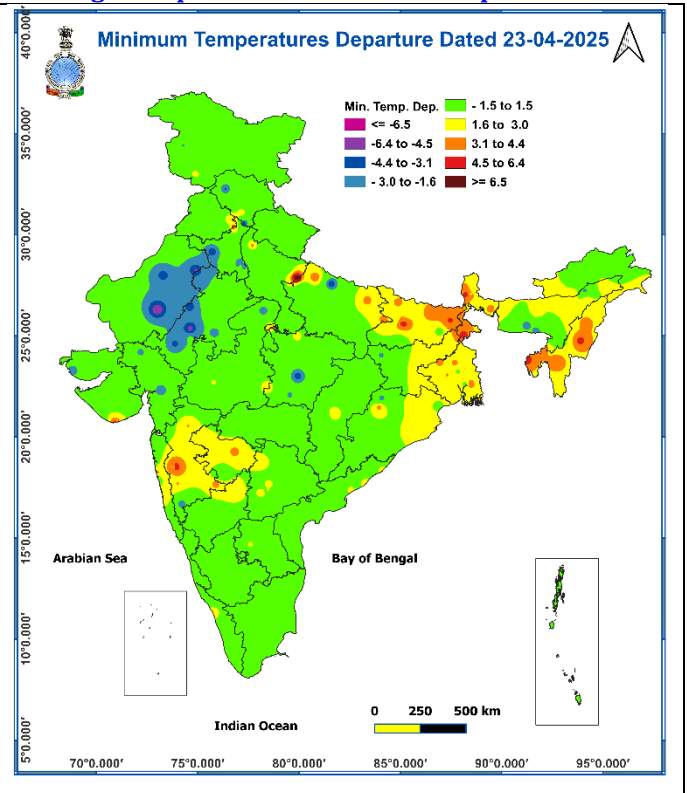 Minimum Temperatures Departure Dated 23-04-2025
Min. Temp. Dep.
<= -6.5
-6.4 to -4.5
-4.4 to -3.1
- 3.0 to -1.6
- 1.5 to 1.5
1.6 to 3.0
3.1 to 4.4
4.5 to 6.4
>= 6.5
40°0.000'
35°0.000'
30°0.000'
25°0.000'
20°0.000'
15°0.000'
10°0.000'
5°0.000'
Arabian Sea
Bay of Bengal
Indian Ocean
0 250 500 km
70°0.000' 75°0.000' 80°0.000' 85°0.000' 90°0.000' 95°0.000'